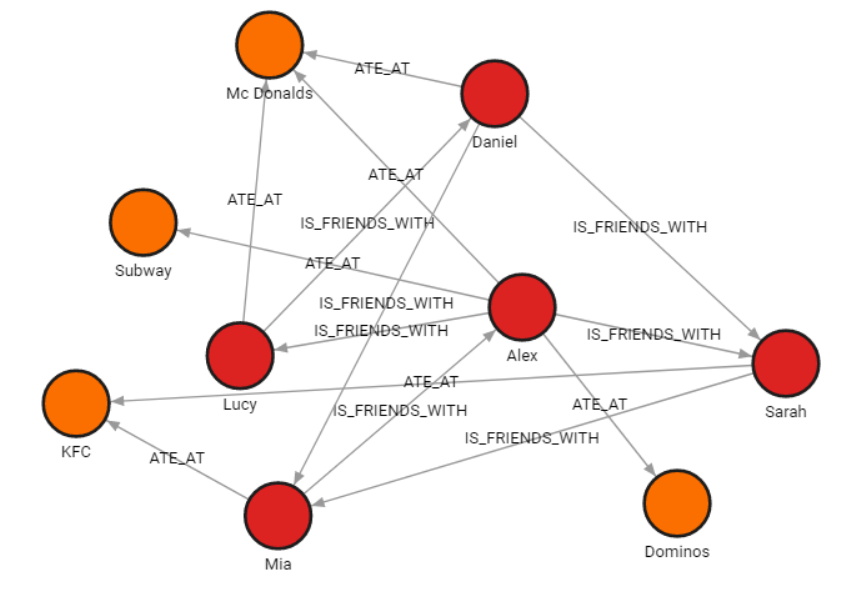 ATE_AT
Mc Donalds
Daniel
ATE_AT
ATE_AT
IS_FRIENDS_WITH
IS_FRIENDS_WITH
ATE_AT
Subway
IS_FRIENDS_WITH
IS_FRIENDS_WITH
IS_FRIENDS_WITH
Alex
ATE_AT
Lucy
ATE_AT
IS_FRIENDS_WITH
Sarah
IS_FRIENDS_WITH
KFC
ATE_AT
Dominos
Mia